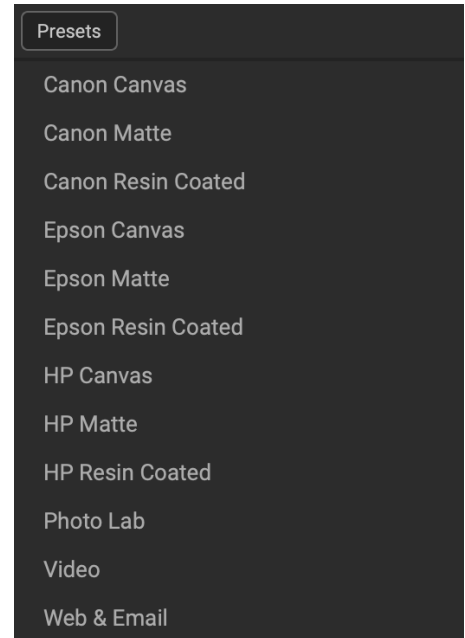 Presets
Canon Canvas
Canon Matte
Canon Resin Coated
Epson Canvas
Epson Matte
Epson Resin Coated
HP Canvas
HP Matte
HP Resin Coated
Photo Lab
Video
Web & Email